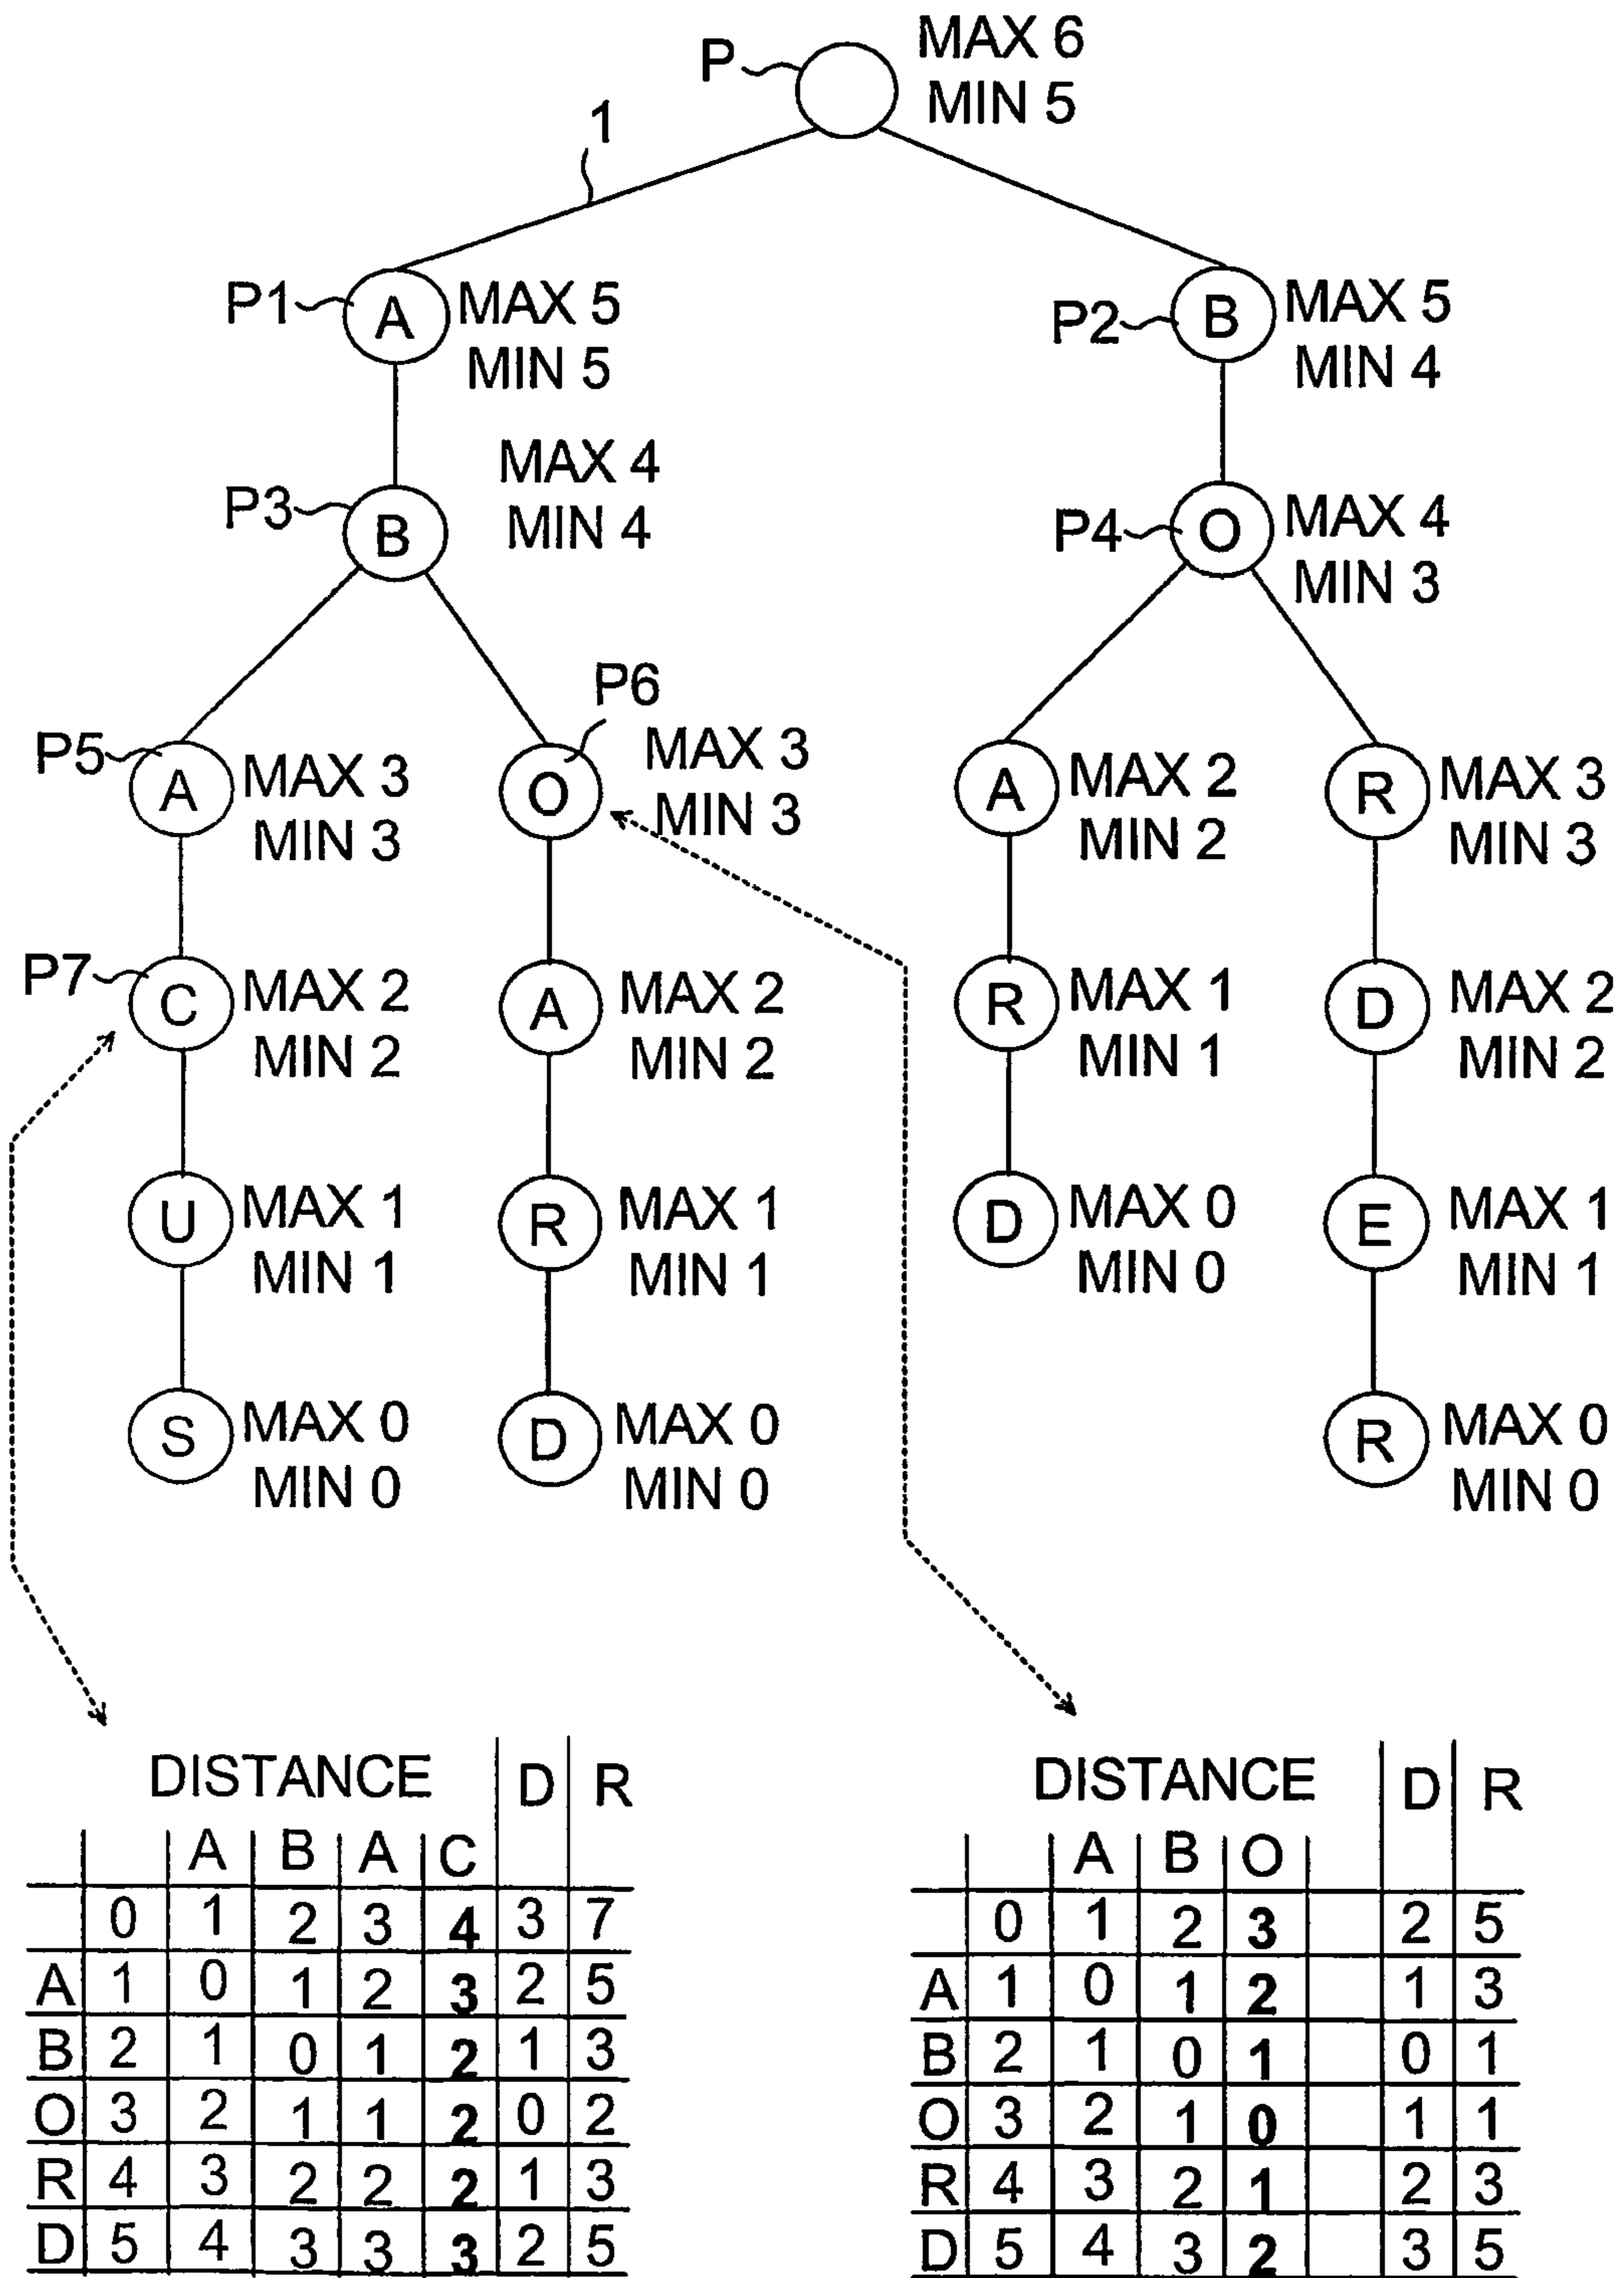 P MAX 6
MIN 5
1
P1 A MAX 5
MIN 5
P2 B MAX 5
MIN 4
P3 B MAX 4
MIN 4
P4 O MAX 4
MIN 3
P5 A MAX 3
MIN 3
P6
O MAX 3
MIN 3
A MAX 2
MIN 2
R MAX 3
MIN 3
P7 C MAX 2
MIN 2
A MAX 2
MIN 2
R MAX 1
MIN 1
D MAX 2
MIN 2
U MAX 1
MIN 1
R MAX 1
MIN 1
D MAX 0
MIN 0
E MAX 1
MIN 1
S MAX 0
MIN 0
D MAX 0
MIN 0
R MAX 0
MIN 0
DISTANCE D R
A B A C
0 1 2 3 4 3 7
A 1 0 1 2 3 2 5
B 2 1 0 1 2 1 3
O 3 2 1 1 2 0 2
R 4 3 2 2 2 1 3
D 5 4 3 3 3 2 5
DISTANCE D R
A B O
0 1 2 3 2 5
A 1 0 1 2 1 3
B 2 1 0 1 0 1
O 3 2 1 0 1 1
R 4 3 2 1 2 3
D 5 4 3 2 3 5